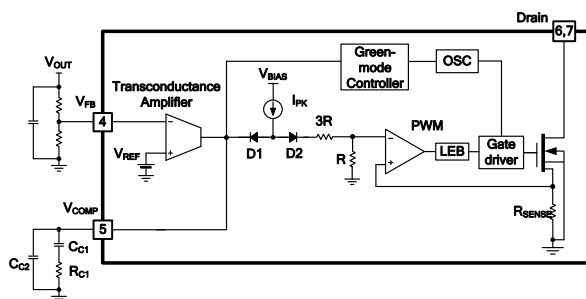 Drain
6,7
VOUT
Green-
mode
Controller
OSC
VBIAS
Transconductance
Amplifier
IPK
VFB
4
3R
PWM
VREF
D1
D2
R
LEB
Gate
driver
VCOMP
5
RSENSE
CC1
CC2
RC1